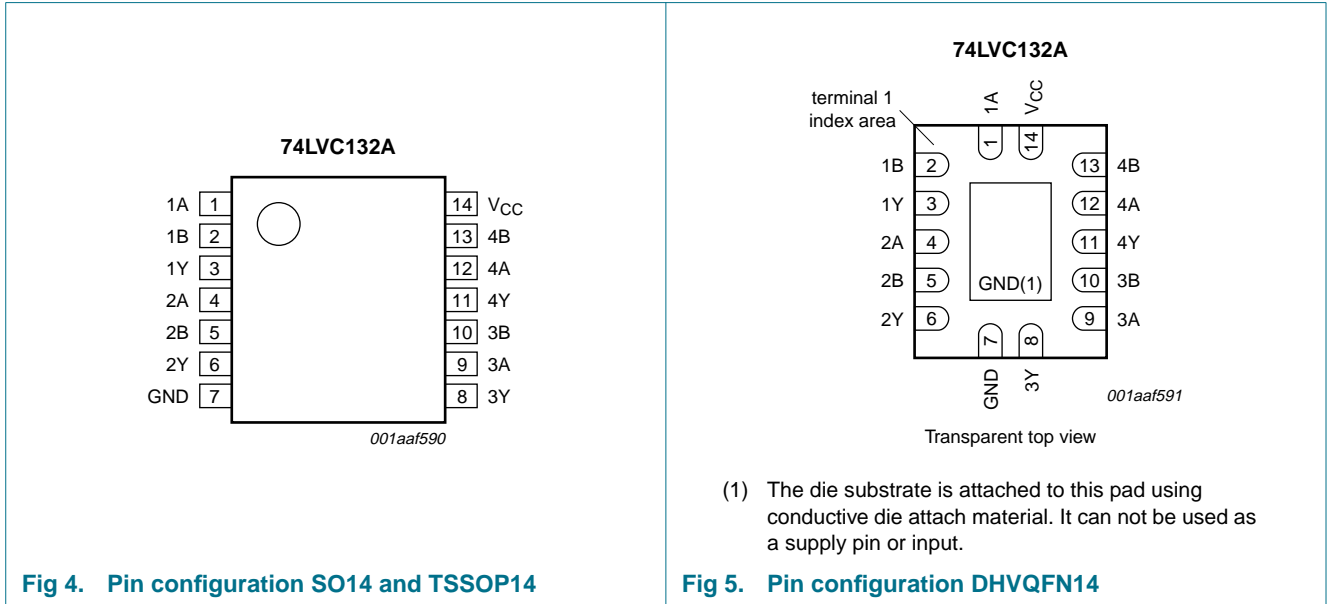 74LVC132A
1A 1 14 VCC
1B 2 13 4B
1Y 3 12 4A
2A 4 11 4Y
2B 5 10 3B
2Y 6 9 3A
GND 7 8 3Y
001aaf590
Fig 4. Pin configuration SO14 and TSSOP14
74LVC132A
terminal 1
index area
1A VCC
1 14
1B 2 13 4B
1Y 3 12 4A
2A 4 11 4Y
2B 5 GND(1) 10 3B
2Y 6 9 3A
7 8
GND 3Y
001aaf591
Transparent top view
(1) The die substrate is attached to this pad using
conductive die attach material. It can not be used as
a supply pin or input.
Fig 5. Pin configuration DHVQFN14